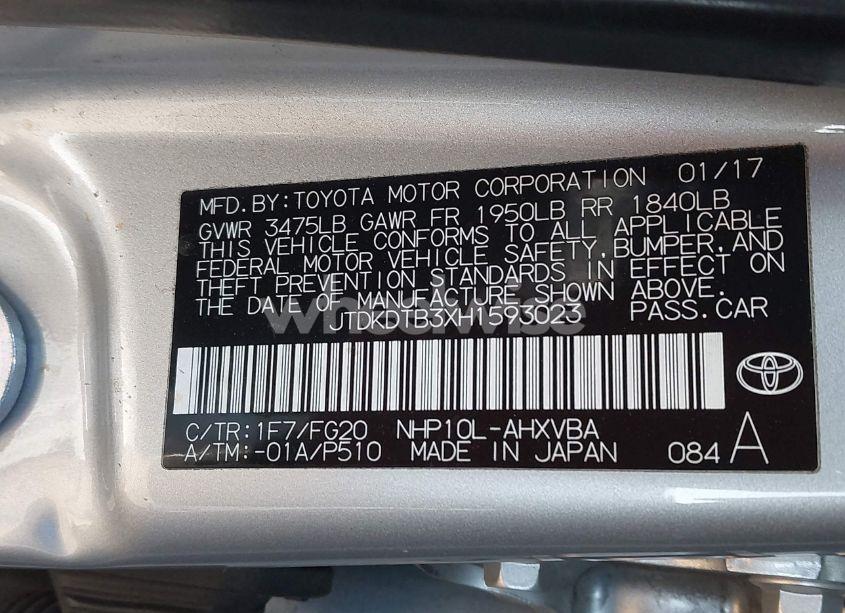 MFD.BY:TOYOTA MOTOR CORPORATION 01/17
GVWR 3475LB GAWR FR 1950LB RR 1840LB
THIS VEHICLE CONFORMS TO ALL APPLICABLE
FEDERAL MOTOR VEHICLE SAFETY,BUMPER,AND
THEFT PREVENTION STANDARDS IN EFFECT ON
THE DATE OF MANUFACTURE SHOWN ABOVE.
JTDKDTB3XH1593023 PASS.CAR
wheelwise
C/TR:1F7/FG20 NHP10L-AHXVBA
A/TM:-01A/P510 MADE IN JAPAN 084 A